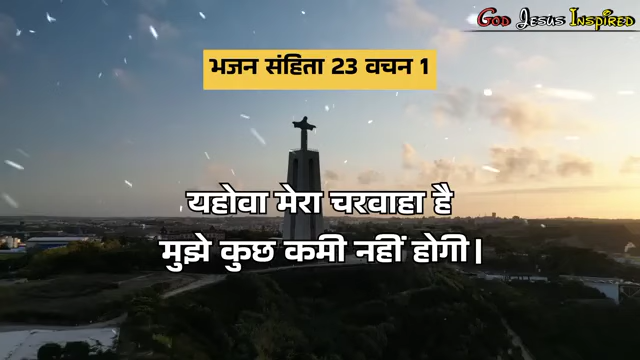 God Jesus Inspired
भजन संहिता 23 वचन 1
यहोवा मेरा चरवाहा है
मुझे कुछ कमी नहीं होगी।